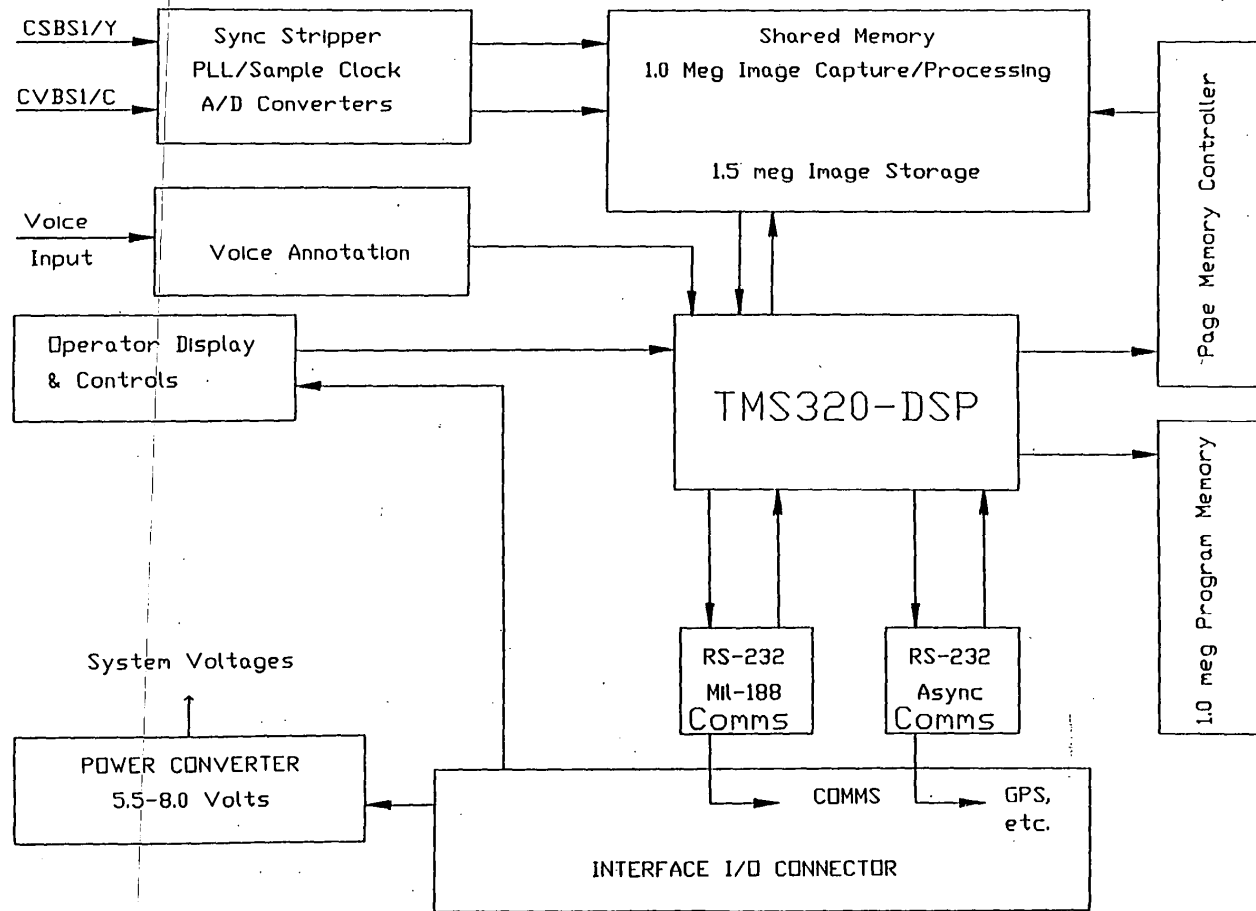 CSBS1/Y
CVBS1/C
Sync Stripper
PLL/Sample Clock
A/D Converters
Shared Memory
1.0 Meg Image Capture/Processing
1.5 meg Image Storage
Page Memory Controller
Voice
Input
Voice Annotation
Operator Display
& Controls
TMS320-DSP
1.0 meg Program Memory
RS-232
Mil-188
Comms
RS-232
Async
Comms
System Voltages
POWER CONVERTER
5.5-8.0 Volts
COMMS
GPS,
etc.
INTERFACE I/O CONNECTOR